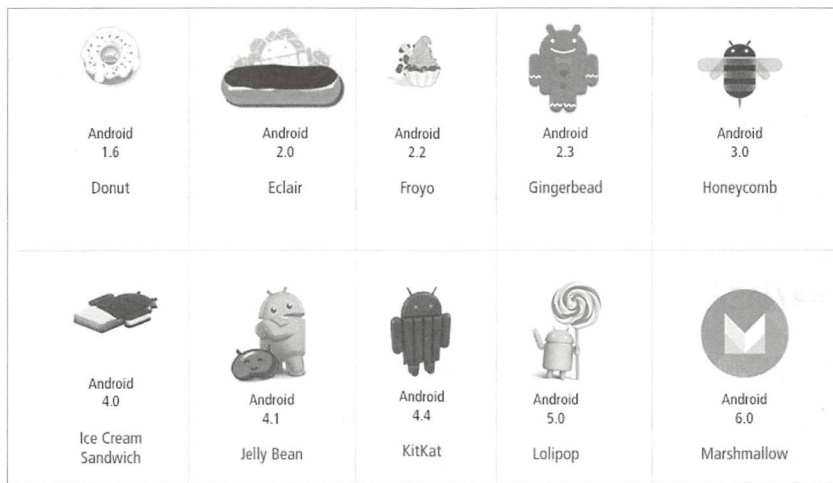 Android
1.6
Donut
Android
2.0
Eclair
Android
2.2
Froyo
Android
2.3
Gingerbead
Android
3.0
Honeycomb
Android
4.0
Ice Cream
Sandwich
Android
4.1
Jelly Bean
Android
4.4
KitKat
Android
5.0
Lolipop
Android
6.0
Marshmallow